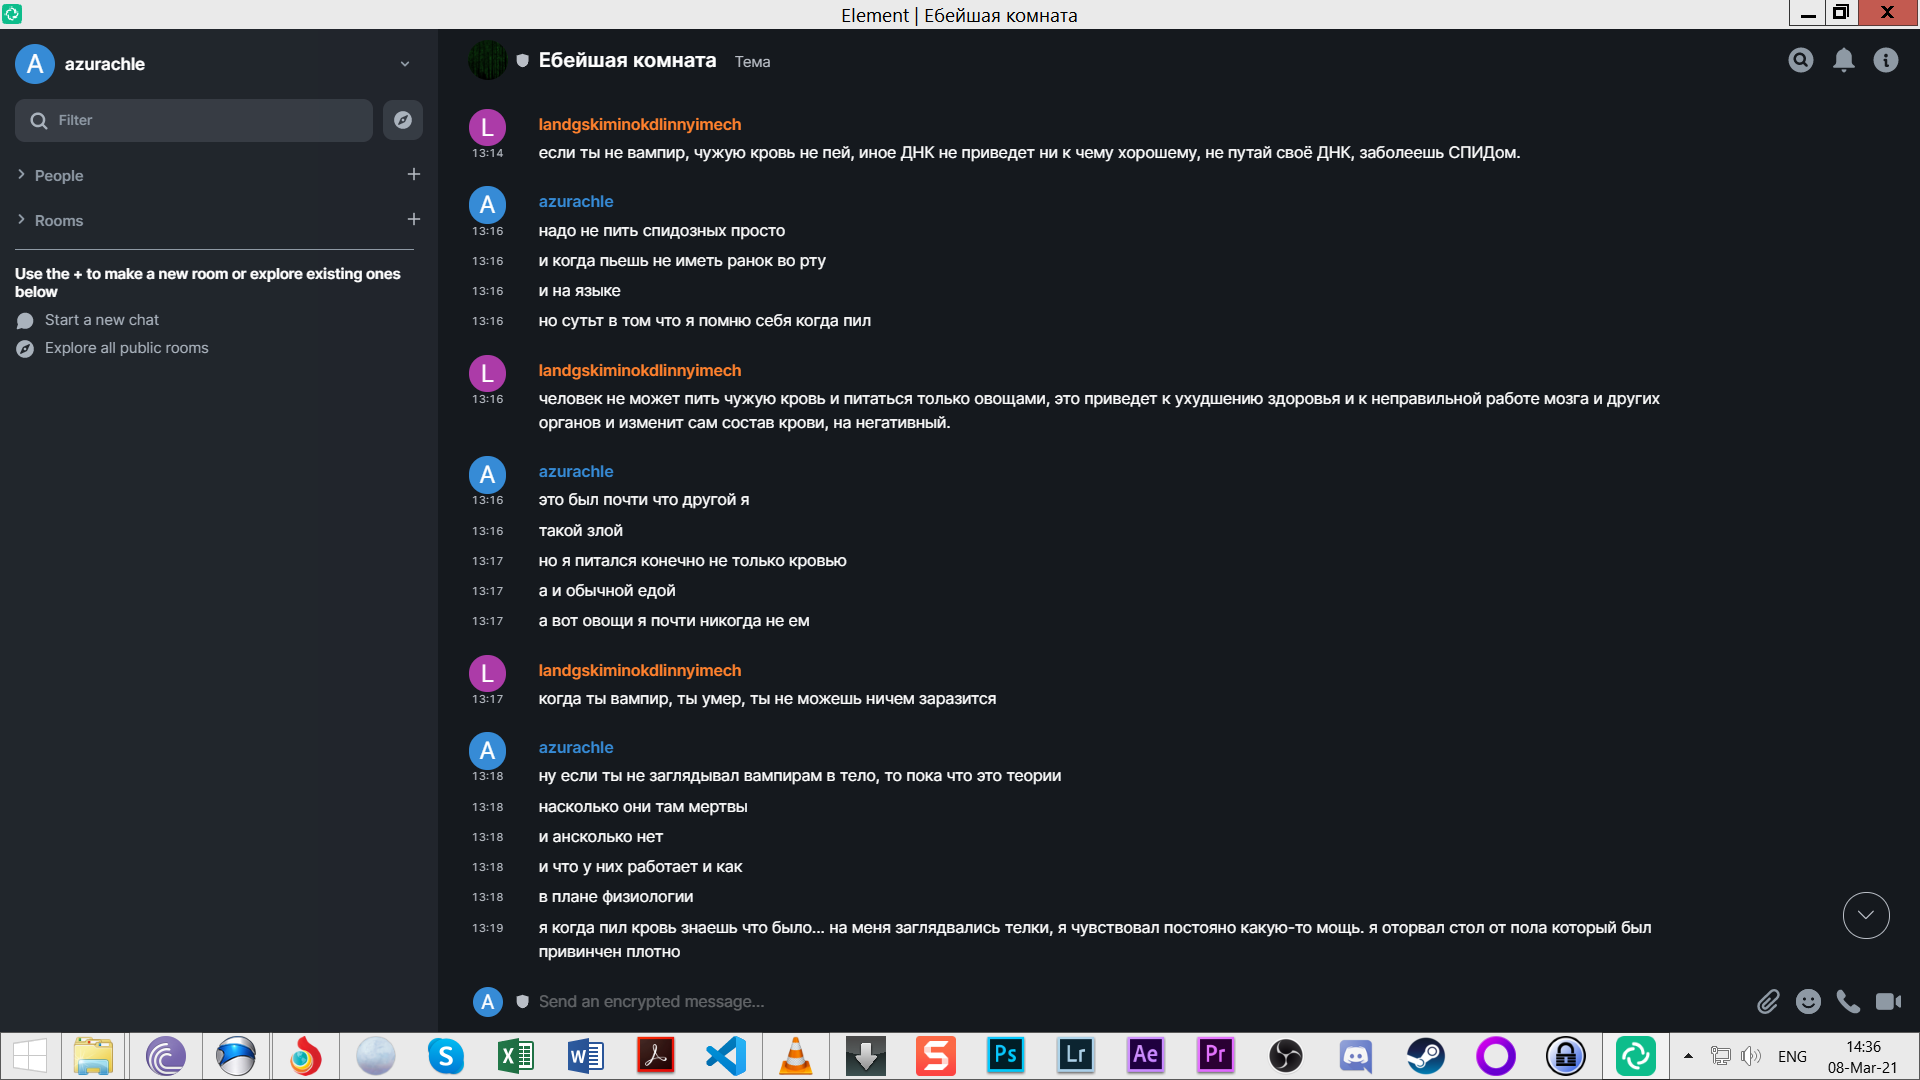 Element | Ебейшая комната
A
azurachle
Filter
People
Rooms
Use the + to make a new room or explore existing ones
below
Start a new chat
Explore all public rooms
Ебейшая комната
Тема
L
landgskiminokdlinnyimech
13:14
если ты не вампир, чужую кровь не пей, иное ДНК не приведет ни к чему хорошему, не путай своё ДНК, заболеешь СПИДом.
A
azurachle
13:16
надо не пить спидозных просто
13:16
и когда пьешь не иметь ранок во рту
13:16
и на языке
13:16
но сутьт в том что я помню себя когда пил
L
landgskiminokdlinnyimech
13:16
человек не может пить чужую кровь и питаться только овощами, это приведет к ухудшению здоровья и к неправильной работе мозга и других
органов и изменит сам состав крови, на негативный.
A
azurachle
13:16
это был почти что другой я
13:16
такой злой
13:17
но я питался конечно не только кровью
13:17
а и обычной едой
13:17
а вот овощи я почти никогда не ем
L
landgskiminokdlinnyimech
13:17
когда ты вампир, ты умер, ты не можешь ничем заразится
A
azurachle
13:18
ну если ты не заглядывал вампирам в тело, то пока что это теории
13:18
насколько они там мертвы
13:18
и ансколько нет
13:18
и что у них работает и как
13:18
в плане физиологии
13:19
я когда пил кровь знаешь что было... на меня заглядвались телки, я чувствовал постояно какую-то мощь. я оторвал стол от пола который был
привинчен плотно
A
Send an encrypted message...
Ps
Lr
Ae
Pr
ENG
14:36
08-Mar-21